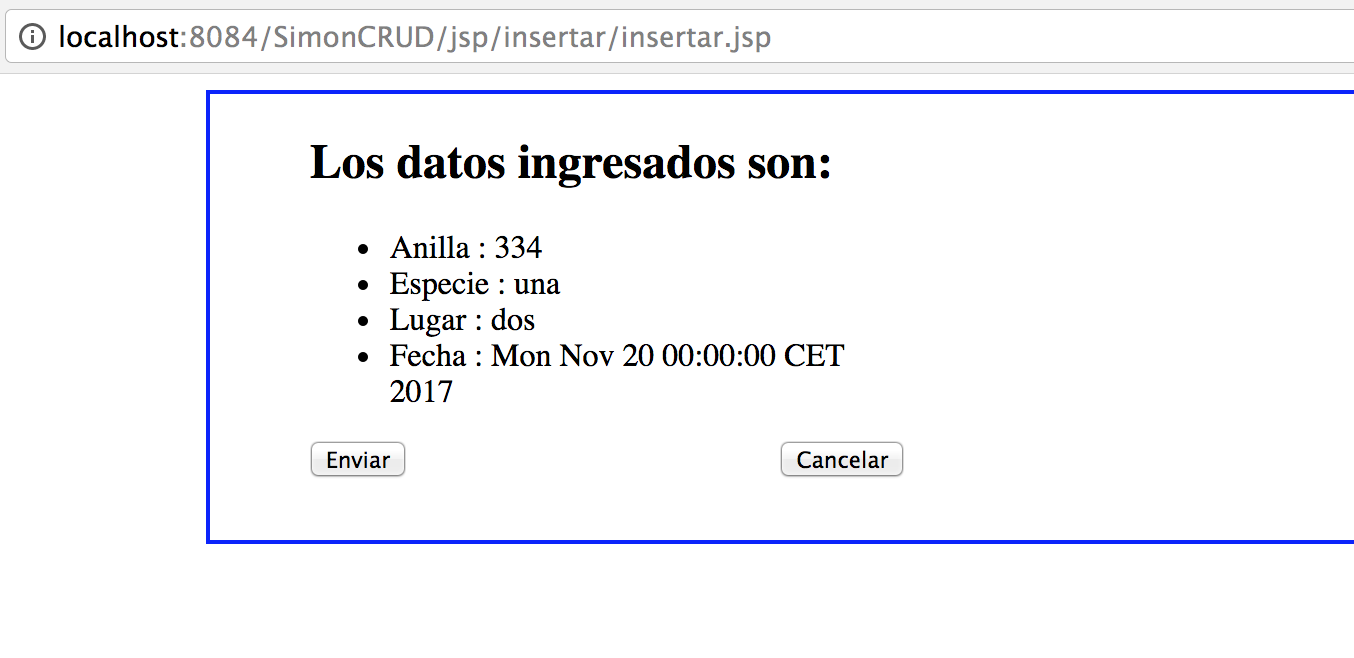 localhost:8084/SimonCRUD/jsp/insertar/insertar.jsp
Los datos ingresados son:
Anilla : 334
Especie : una
Lugar : dos
Fecha : Mon Nov 20 00:00:00 CET
2017
Enviar Cancelar